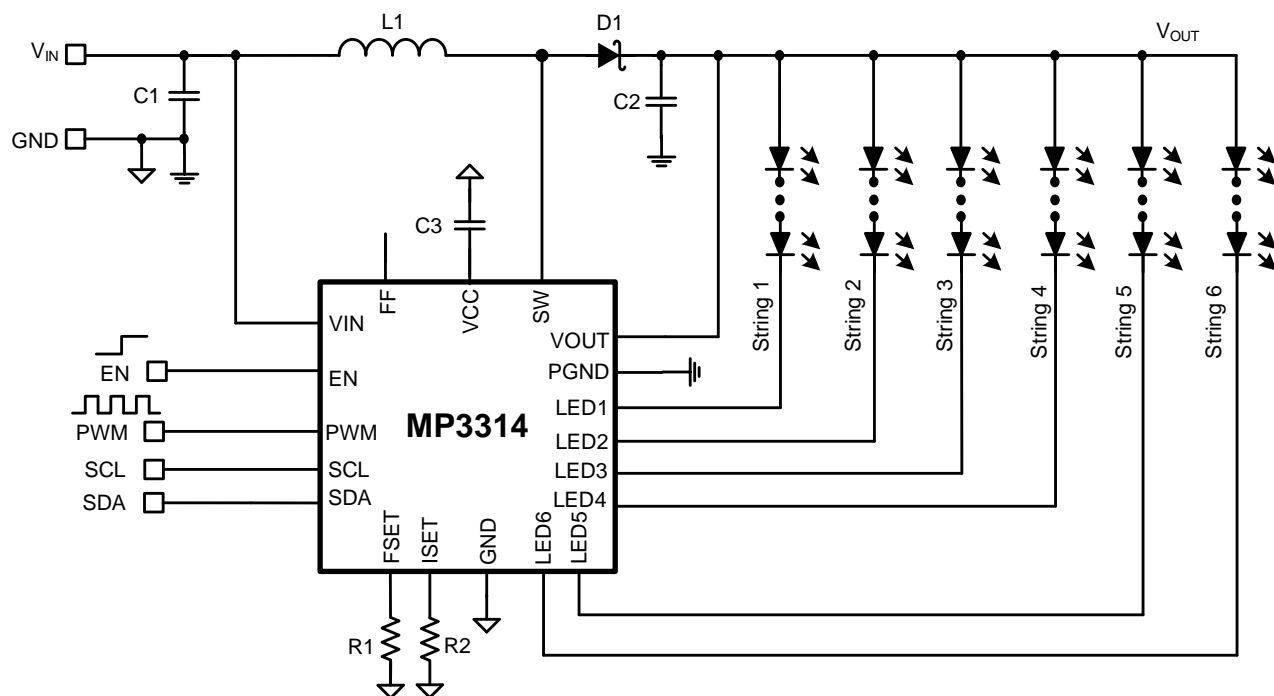 L1
D1
V_IN
V_OUT
C1
C2
GND
C3
FF
VCC
SW
VIN
VOUT
EN
EN
PGND
LED1
PWM
PWM
MP3314
LED2
SCL
SCL
LED3
SDA
SDA
LED4
FSET
ISET
GND
LED6
LED5
R1
R2
String 1
String 2
String 3
String 4
String 5
String 6